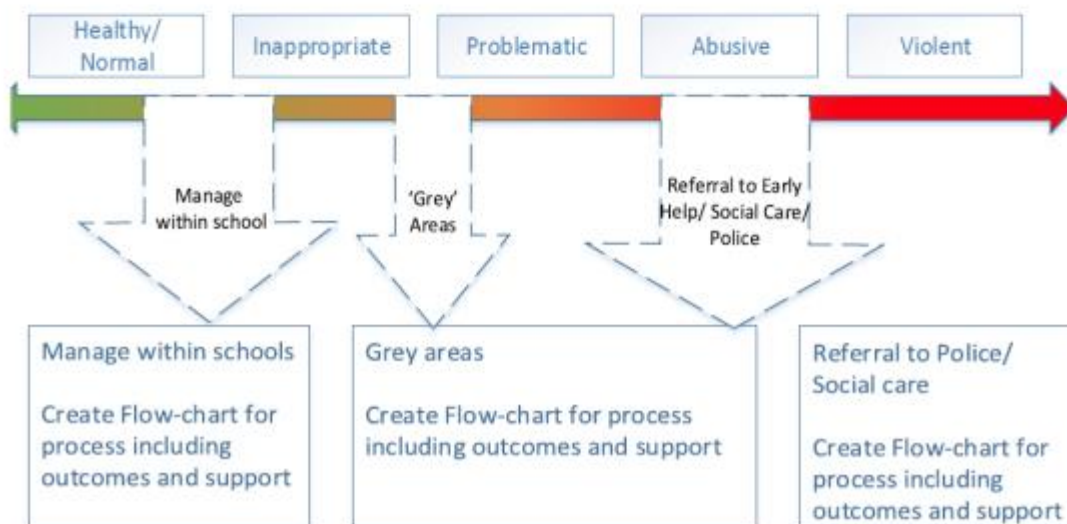 Healthy/
Normal
Inappropriate
Problematic
Abusive
Violent
Manage
within school
‘Grey’
Areas
Referral to Early
Help/ Social Care/
Police
Manage within schools
Create Flow-chart for
process including
outcomes and support
Grey areas
Create Flow-chart for process
including outcomes and support
Referral to Police/
Social care
Create Flow-chart for
process including
outcomes and support